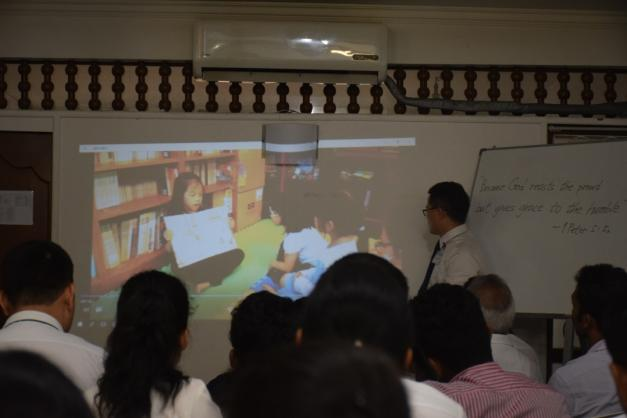 "Because God resists the proud
but gives grace to the humble"
- 1 Peter 5:5